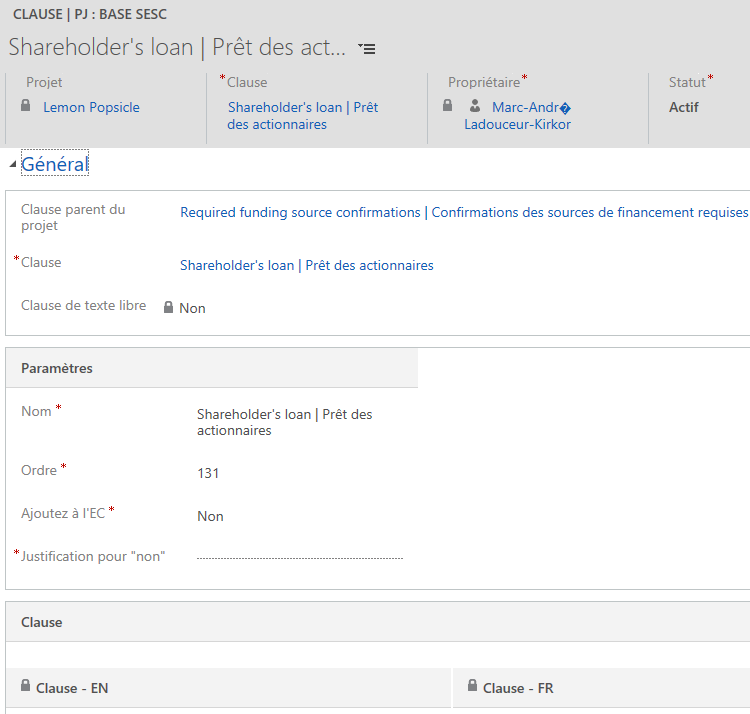 CLAUSE | PJ : BASE SESC
Shareholder's loan | Prêt des act...
Projet
Lemon Popsicle
*Clause
Shareholder's loan | Prêt
des actionnaires
Propriétaire*
Marc-Andr�
Ladouceur-Kirkor
Statut*
Actif
Général
Clause parent du
projet
Required funding source confirmations | Confirmations des sources de financement requises
*Clause
Shareholder's loan | Prêt des actionnaires
Clause de texte libre
Non
Paramètres
Nom *
Shareholder's loan | Prêt des
actionnaires
Ordre *
131
Ajoutez à l'EC *
Non
*Justification pour "non"
Clause
Clause - EN
Clause - FR